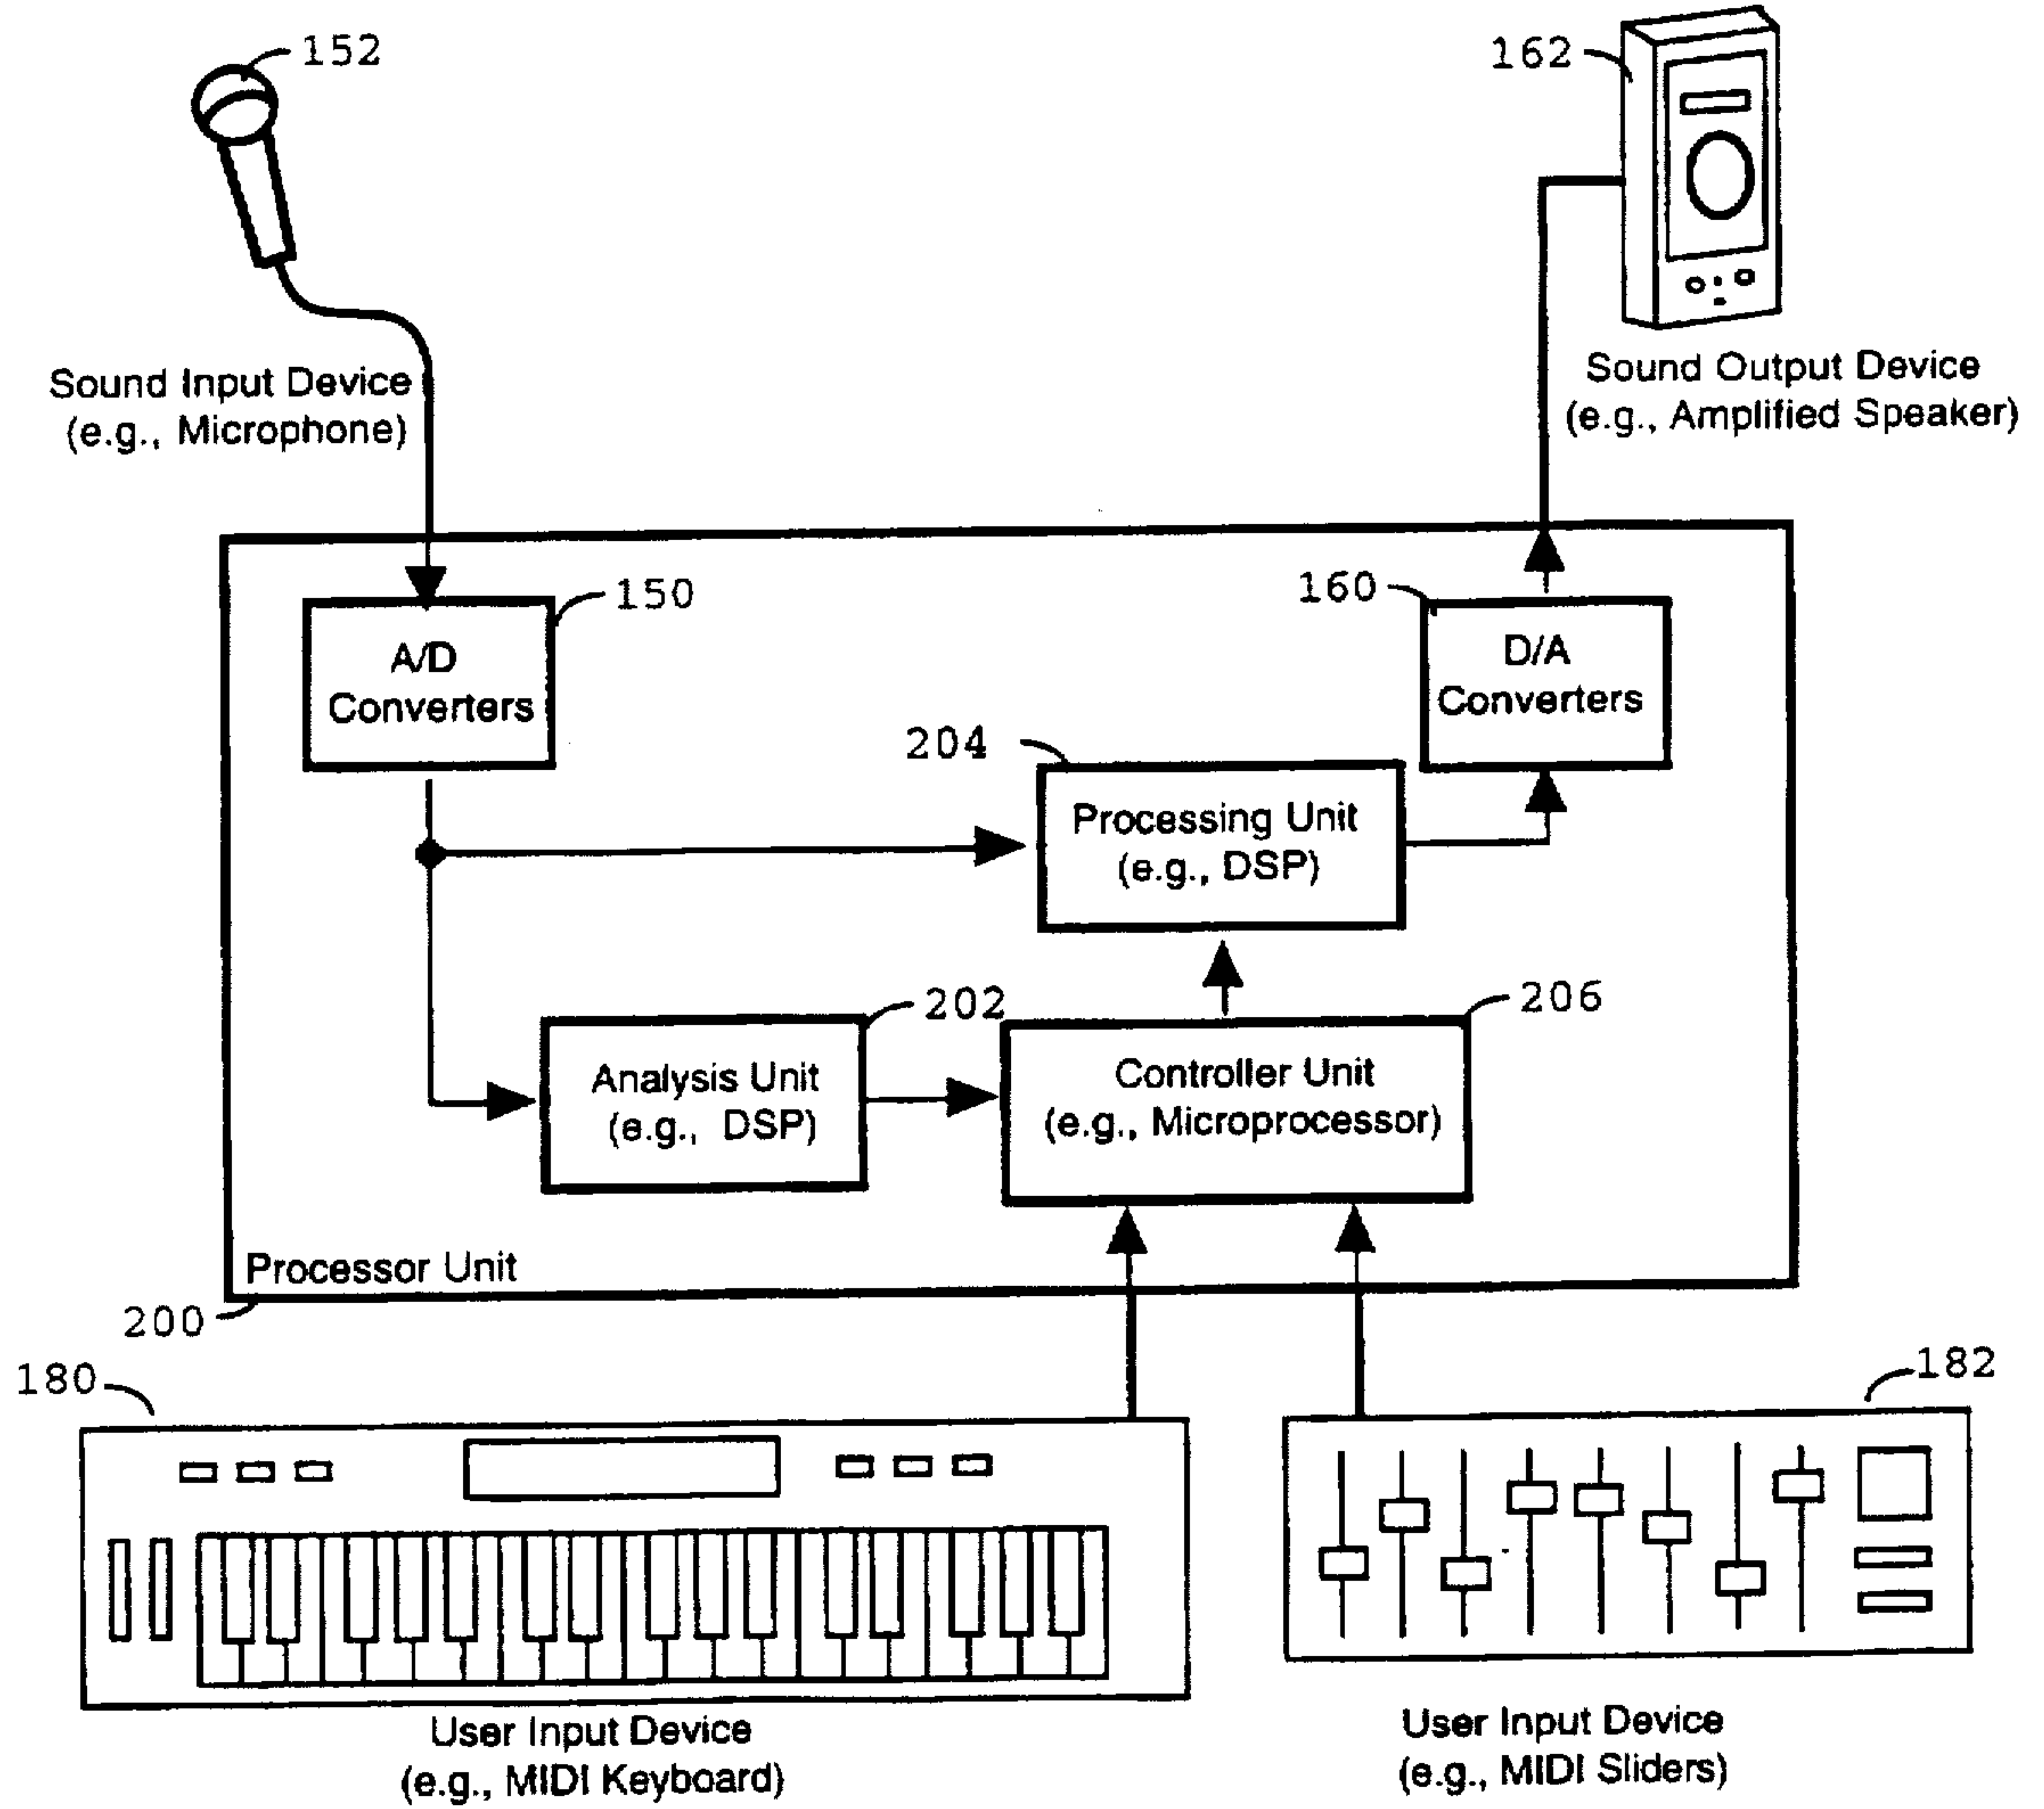 152
162
Sound Input Device
(e.g., Microphone)
Sound Output Device
(e.g., Amplified Speaker)
150
160
A/D
Converters
D/A
Converters
204
Processing Unit
(e.g., DSP)
202
206
Analysis Unit
(e.g., DSP)
Controller Unit
(e.g., Microprocessor)
Processor Unit
200
180
182
User Input Device
(e.g., MIDI Keyboard)
User Input Device
(e.g., MIDI Sliders)